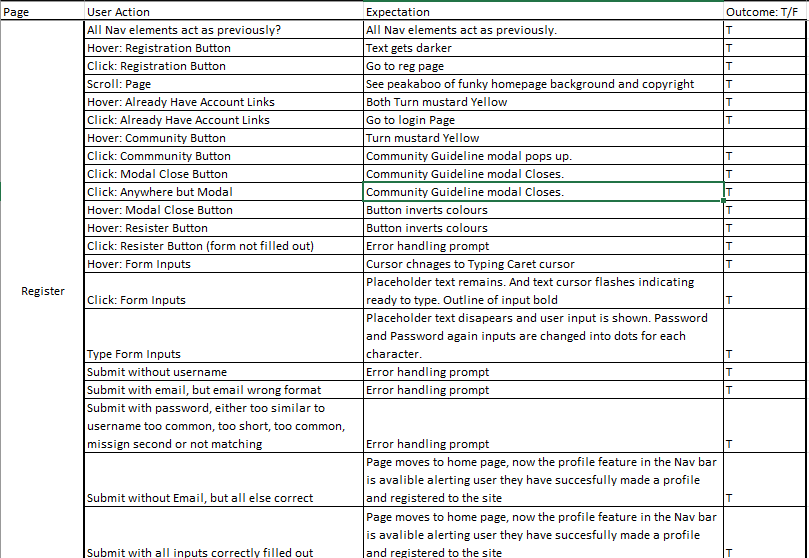 Page User Action Expectation Outcome: T/F
All Nav elements act as previously? All Nav elements act as previously. T
Hover: Registration Button Text gets darker T
Click: Registration Button Go to reg page T
Scroll: Page See peakaboo of funky homepage background and copyright T
Hover: Already Have Account Links Both Turn mustard Yellow T
Click: Already Have Account Links Go to login Page T
Hover: Community Button Turn mustard Yellow
Click: Commmunity Button Community Guideline modal pops up. T
Click: Modal Close Button Community Guideline modal Closes. T
Click: Anywhere but Modal Community Guideline modal Closes. T
Hover: Modal Close Button Button inverts colours T
Hover: Resister Button Button inverts colours T
Click: Resister Button (form not filled out) Error handling prompt T
Hover: Form Inputs Cursor chnages to Typing Caret cursor T
Register
Placeholder text remains. And text cursor flashes indicating
Click: Form Inputs ready to type. Outline of input bold T
Placeholder text disapears and user input is shown. Password
and Password again inputs are changed into dots for each
Type Form Inputs character. T
Submit without username Error handling prompt T
Submit with email, but email wrong format Error handling prompt T
Submit with password, either too similar to
username too common, too short, too common,
missign second or not matching Error handling prompt T
Page moves to home page, now the profile feature in the Nav bar
is avalible alerting user they have succesfully made a profile
Submit without Email, but all else correct and registered to the site T
Page moves to home page, now the profile feature in the Nav bar
is avalible alerting user they have succesfully made a profile
Submit with all inputs correctly filled out and registered to the site T